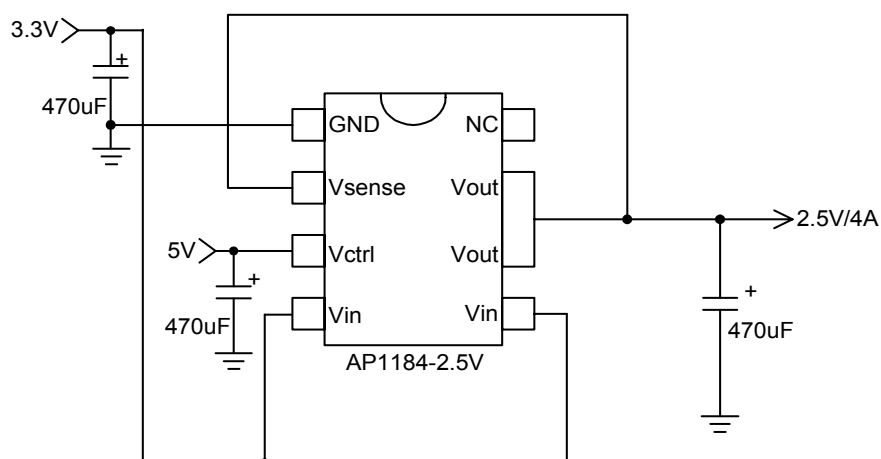 3.3V
+
470uF
GND
NC
Vsense
Vout
2.5V/4A
5V
Vctrl
Vout
+
470uF
Vin
Vin
+
470uF
AP1184-2.5V